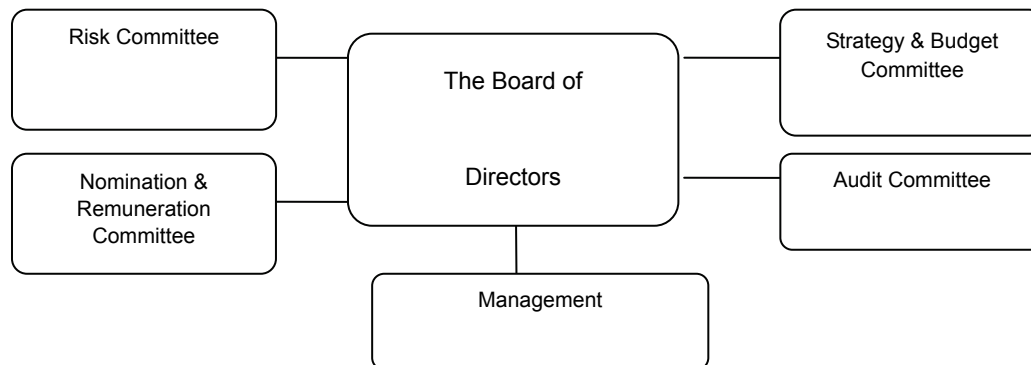 Risk Committee
The Board of
Directors
Strategy & Budget
Committee
Nomination &
Remuneration
Committee
Audit Committee
Management